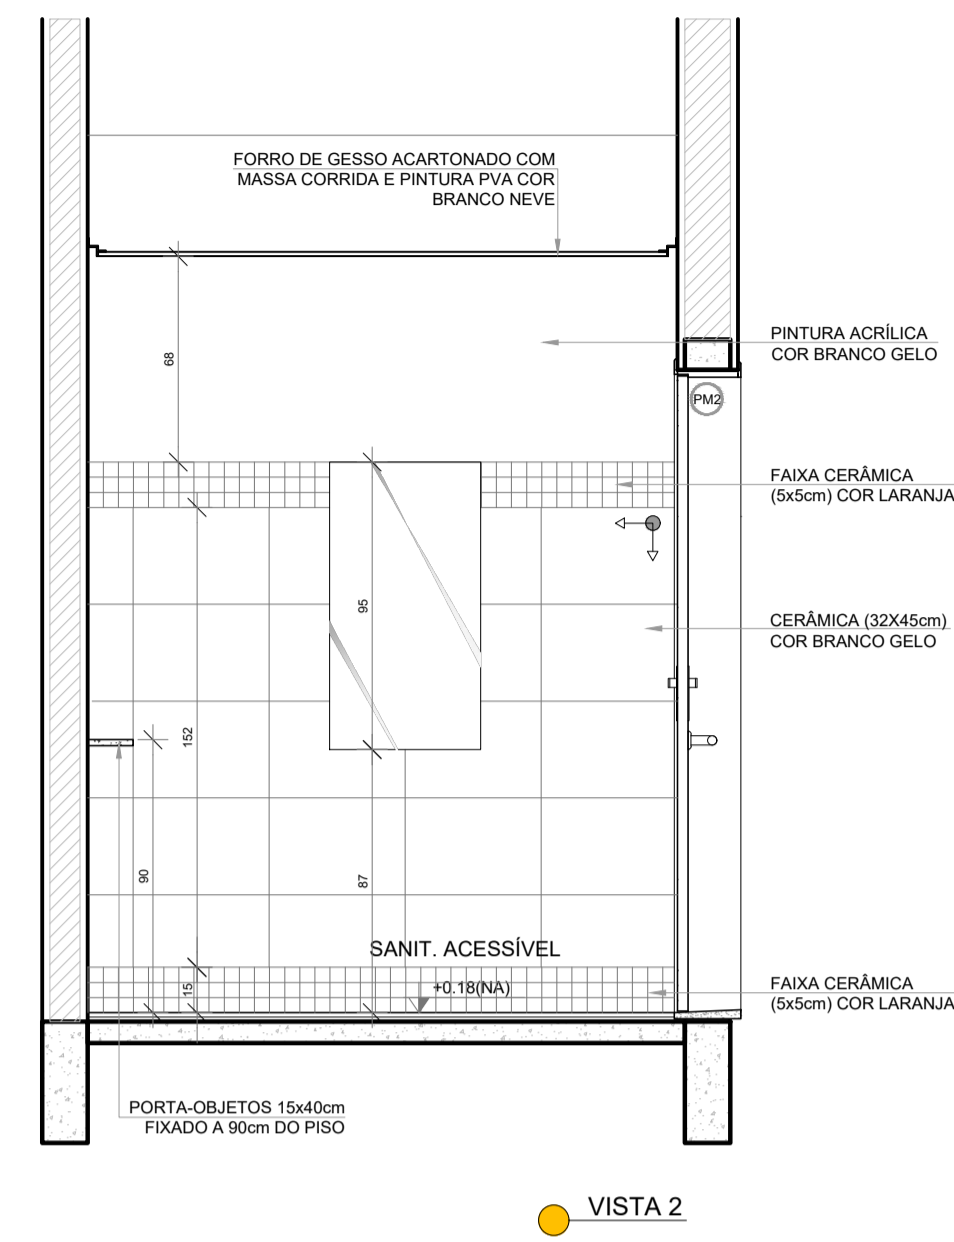 FORRO DE GESSO ACARTONADO COM
MASSA CORRIDA E PINTURA PVA COR
BRANCO NEVE
PINTURA ACRÍLICA
COR BRANCO GELO
68
PM2
FAIXA CERÂMICA
(5x5cm) COR LARANJA
95
CERÂMICA (32X45cm)
COR BRANCO GELO
152
90
87
SANIT. ACESSÍVEL
15
+0.18(NA)
FAIXA CERÂMICA
(5x5cm) COR LARANJA
PORTA-OBJETOS 15x40cm
FIXADO A 90cm DO PISO
VISTA 2